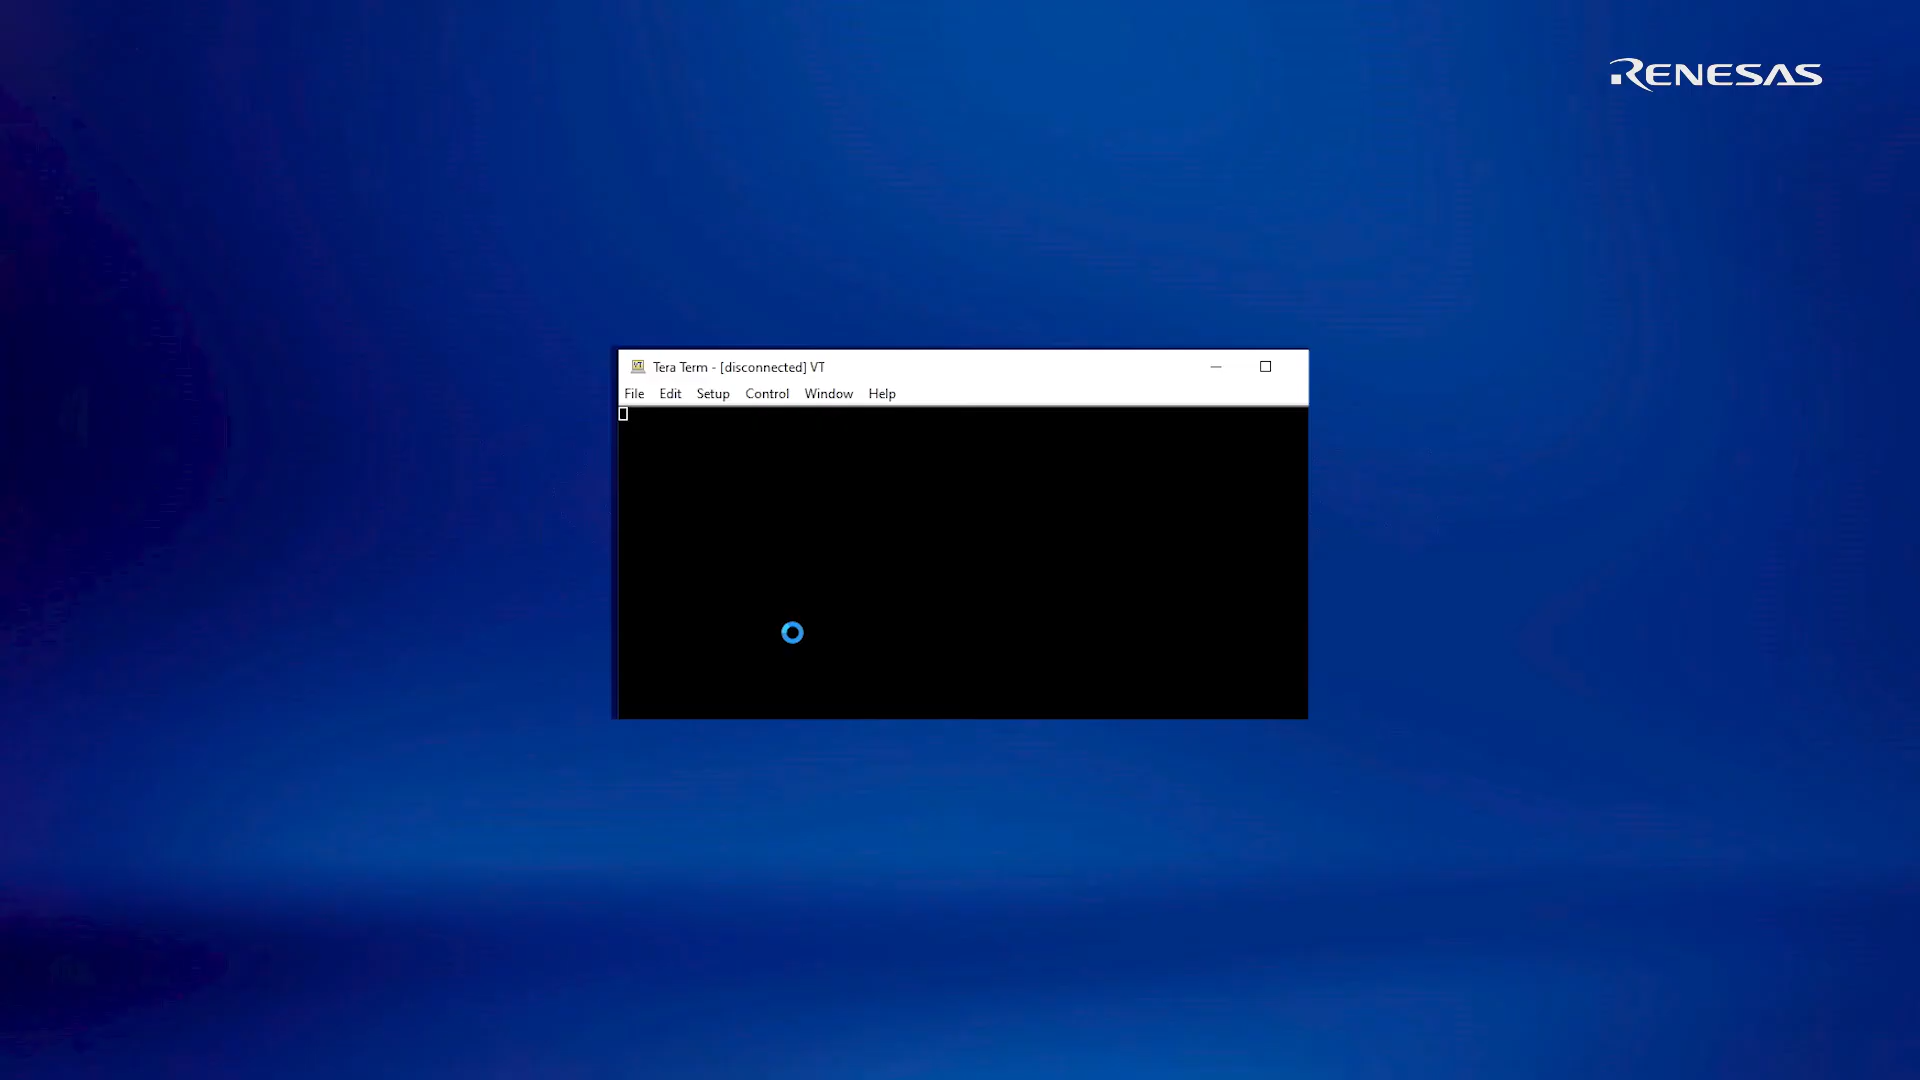 RENESAS
Tera Term - [disconnected] VT
File Edit Setup Control Window Help